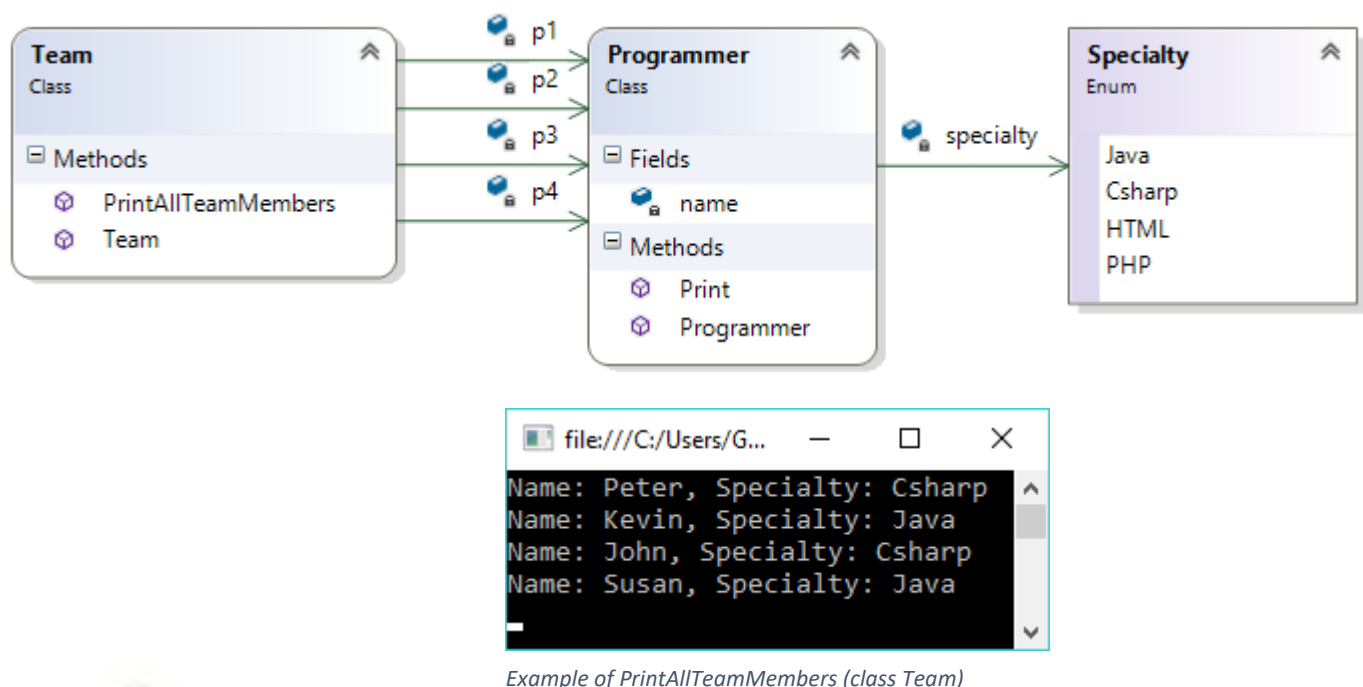 Team
Class
Methods
PrintAllTeamMembers
Team
p1
p2
p3
p4
Programmer
Class
Fields
name
Methods
Print
Programmer
specialty
Specialty
Enum
Java
Csharp
HTML
PHP
file:///C:/Users/G...
Name: Peter, Specialty: Csharp
Name: Kevin, Specialty: Java
Name: John, Specialty: Csharp
Name: Susan, Specialty: Java
Example of PrintAllTeamMembers (class Team)